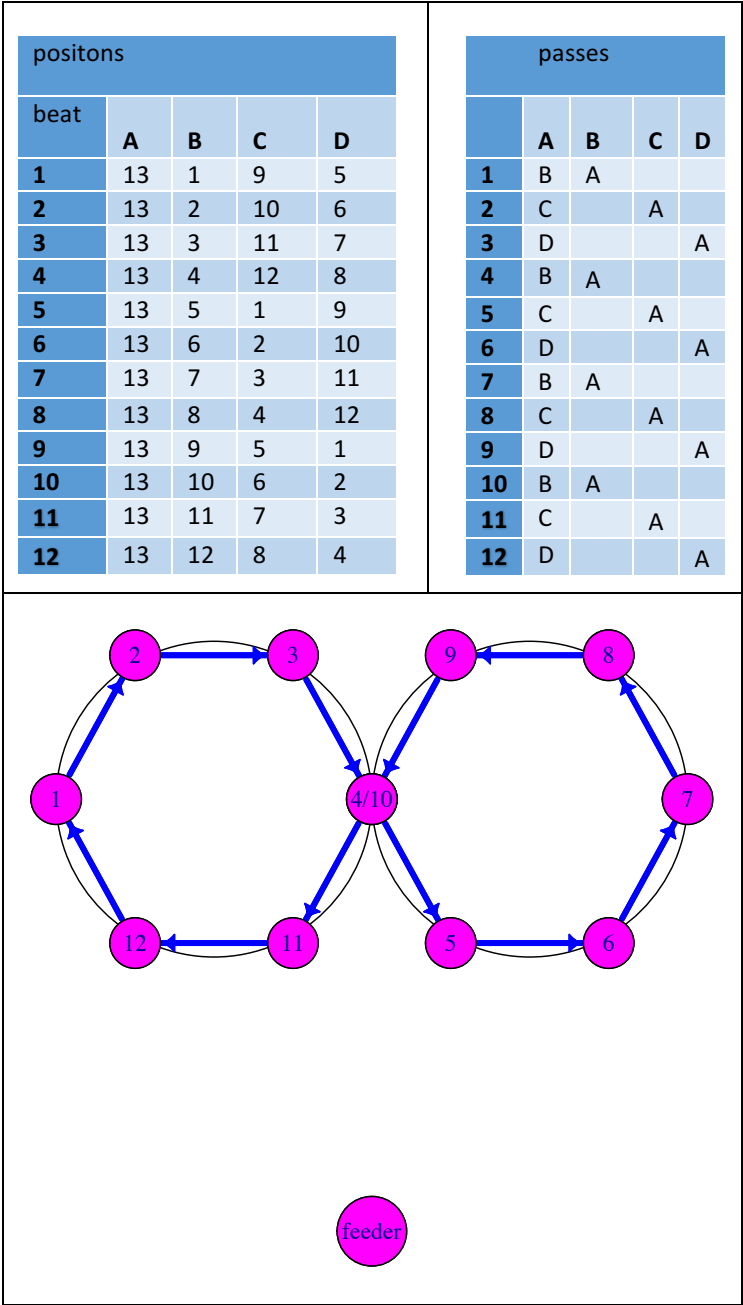 positons
beat A B C D
1 13 1 9 5
2 13 2 10 6
3 13 3 11 7
4 13 4 12 8
5 13 5 1 9
6 13 6 2 10
7 13 7 3 11
8 13 8 4 12
9 13 9 5 1
10 13 10 6 2
11 13 11 7 3
12 13 12 8 4
passes
A B C D
1 B A
2 C A
3 D A
4 B A
5 C A
6 D A
7 B A
8 C A
9 D A
10 B A
11 C A
12 D A
2 3 9 8
1 4/10 7
12 11 5 6
feeder